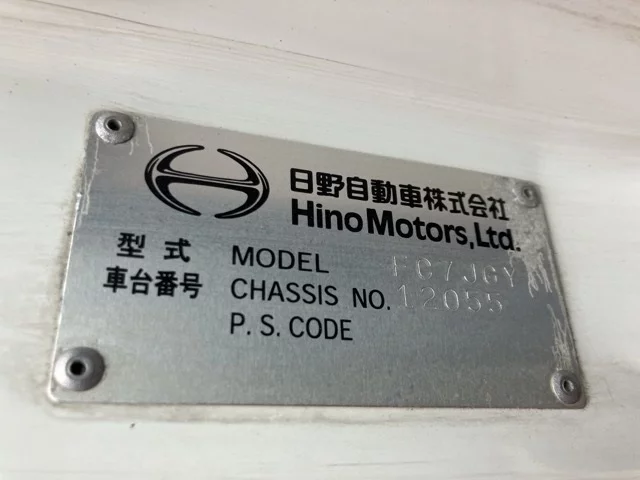 日野自動車株式会社
Hino Motors, Ltd.
型式 MODEL FC7JGY
車台番号 CHASSIS NO. 12055
P. S. CODE